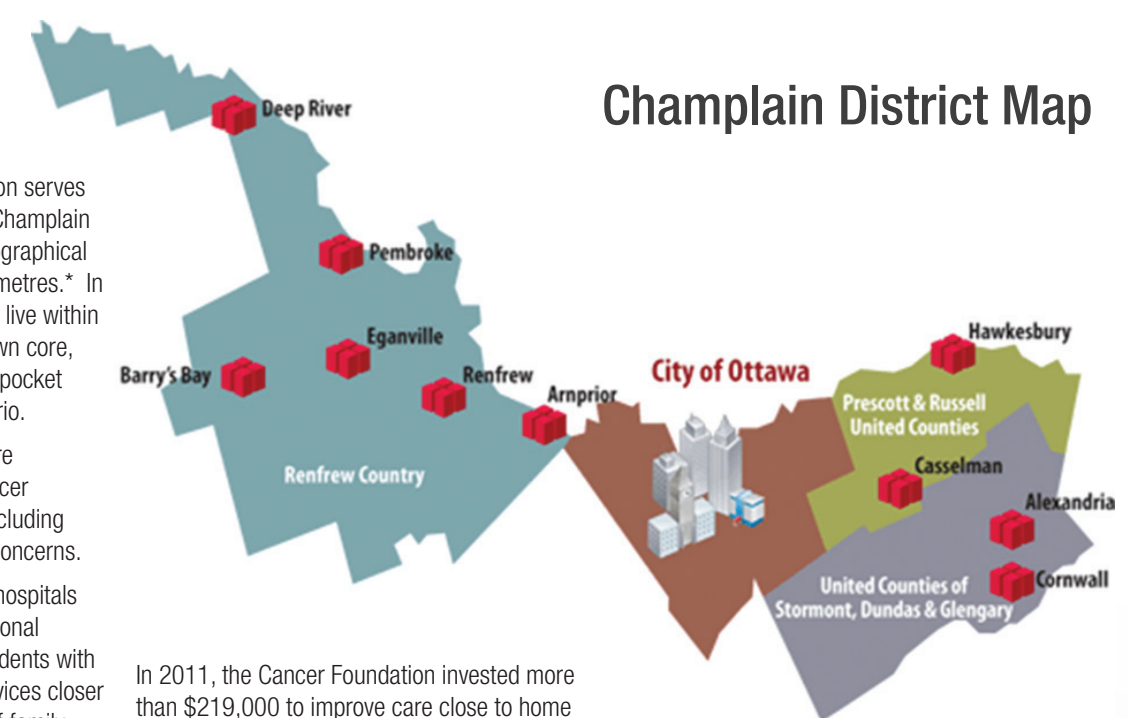 Champlain District Map
on serves
Champlain
ographical
metres.* In
live within
wn core,
pocket
rio.
re
cer
cluding
oncerns.
hospitals
ional
dents with
vices closer
In 2011, the Cancer Foundation invested more
than $219,000 to improve care close to home
Deep River
Pembroke
Eganville
Barry's Bay
Renfrew
Arnprior
Renfrew Country
City of Ottawa
Hawkesbury
Prescott & Russell
United Counties
Casselman
Alexandria
Cornwall
United Counties of
Stormont, Dundas & Glengary